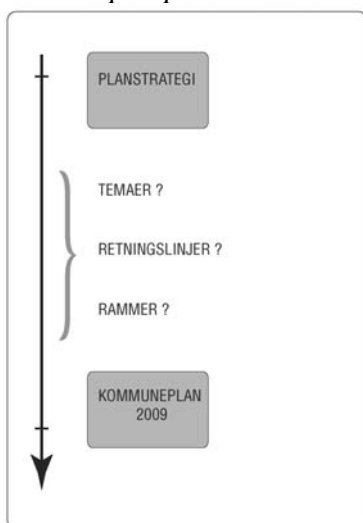 PLANSTRATEGI
TEMAER ?
RETNINGSLINJER ?
RAMMER ?
KOMMUNEPLAN
2009